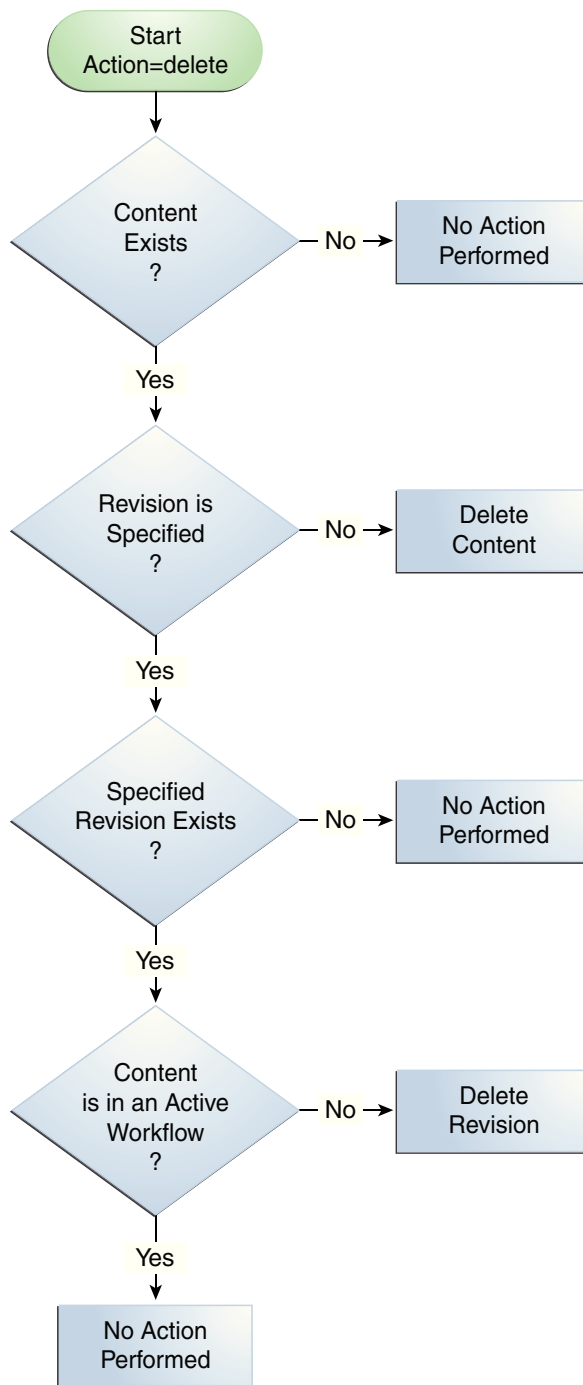 Start
Action=delete
Content
Exists
?
No
No Action
Performed
Yes
Revision is
Specified
?
No
Delete
Content
Yes
Specified
Revision Exists
?
No
No Action
Performed
Yes
Content
is in an Active
Workflow
?
No
Delete
Revision
Yes
No Action
Performed